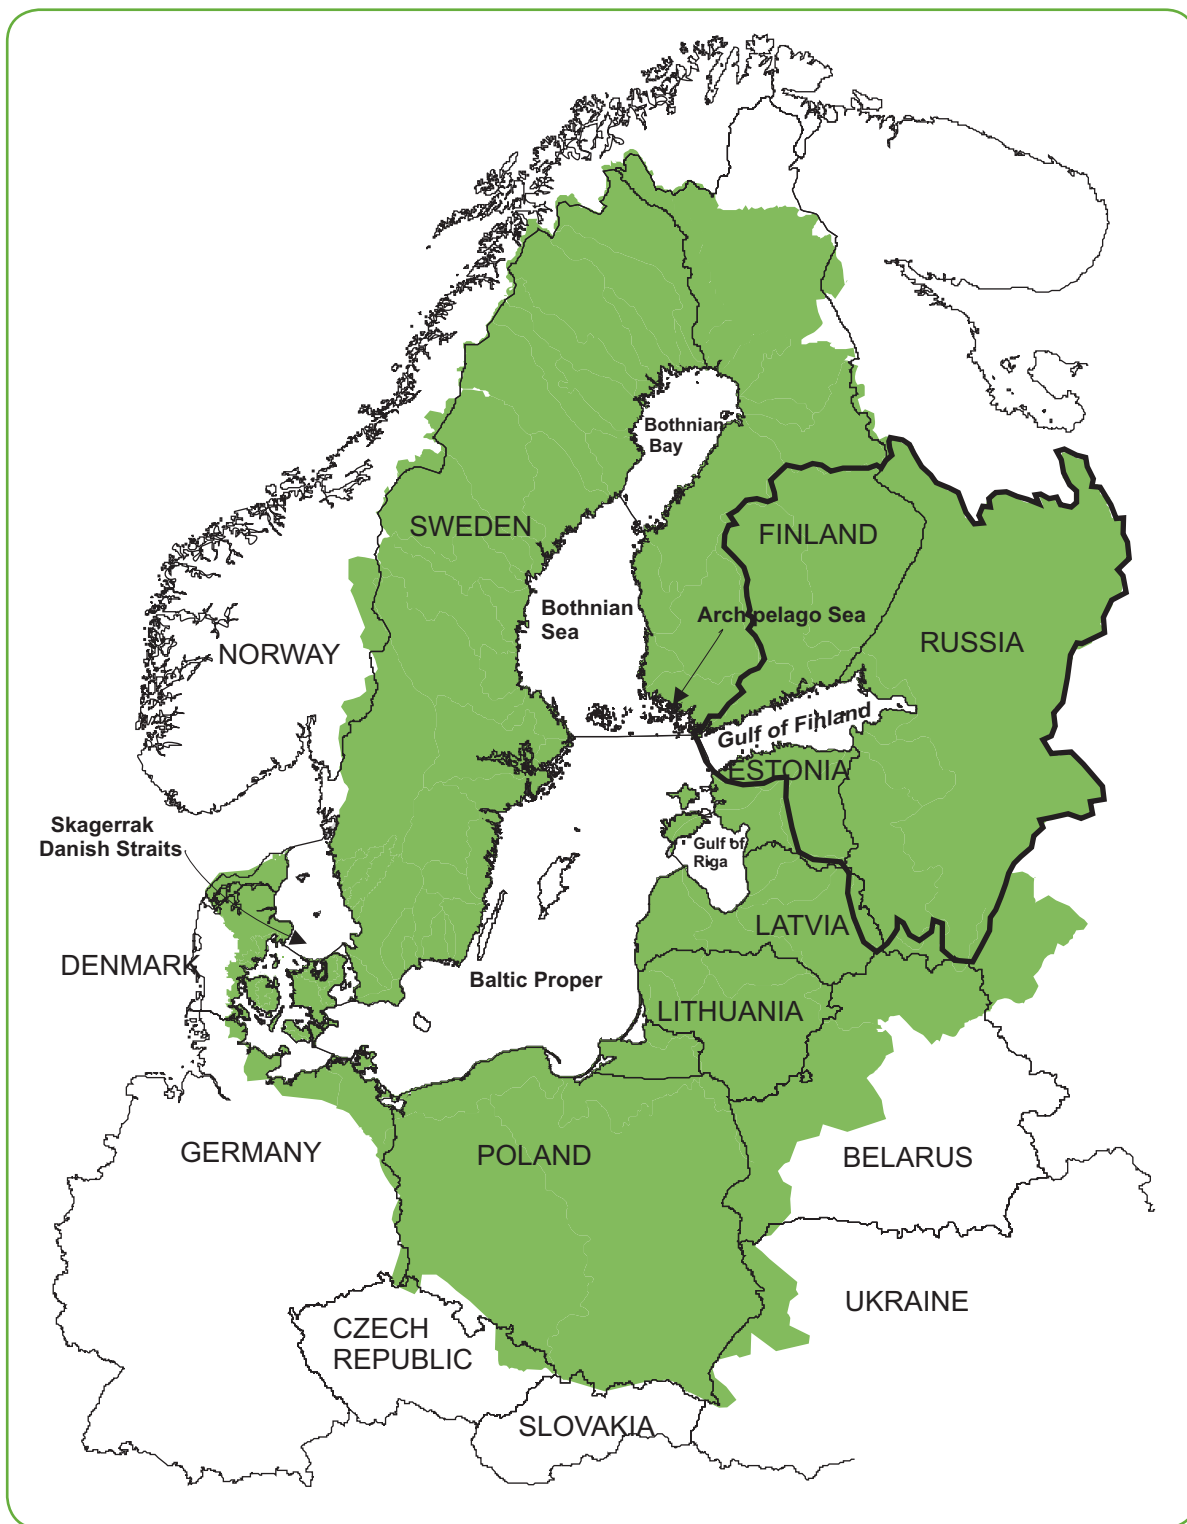 Bothnian
Bay
SWEDEN
FINLAND
Bothnian
Sea
Archipelago Sea
NORWAY
RUSSIA
Gulf of Finland
ESTONIA
Skagerrak
Danish Straits
Gulf of
Riga
LATVIA
DENMARK
Baltic Proper
LITHUANIA
GERMANY
POLAND
BELARUS
UKRAINE
CZECH
REPUBLIC
SLOVAKIA